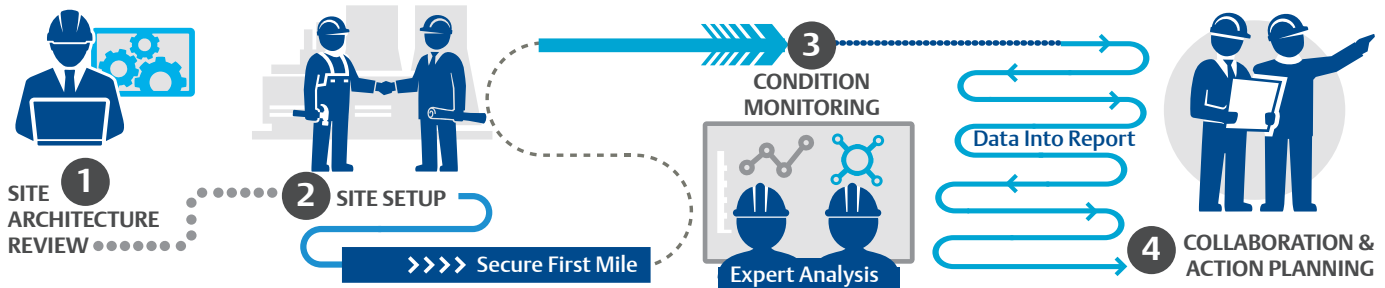 1
SITE
ARCHITECTURE
REVIEW
2
SITE SETUP
>>>> Secure First Mile
3
CONDITION
MONITORING
Expert Analysis
Data Into Report
4
COLLABORATION &
ACTION PLANNING